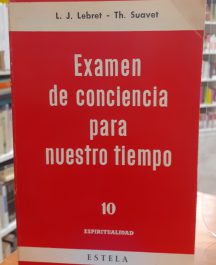 L. J. Lebret - Th. Suavet
Examen
de conciencia
para
nuestro tiempo
10
ESPIRITUALIDAD
ESTELA